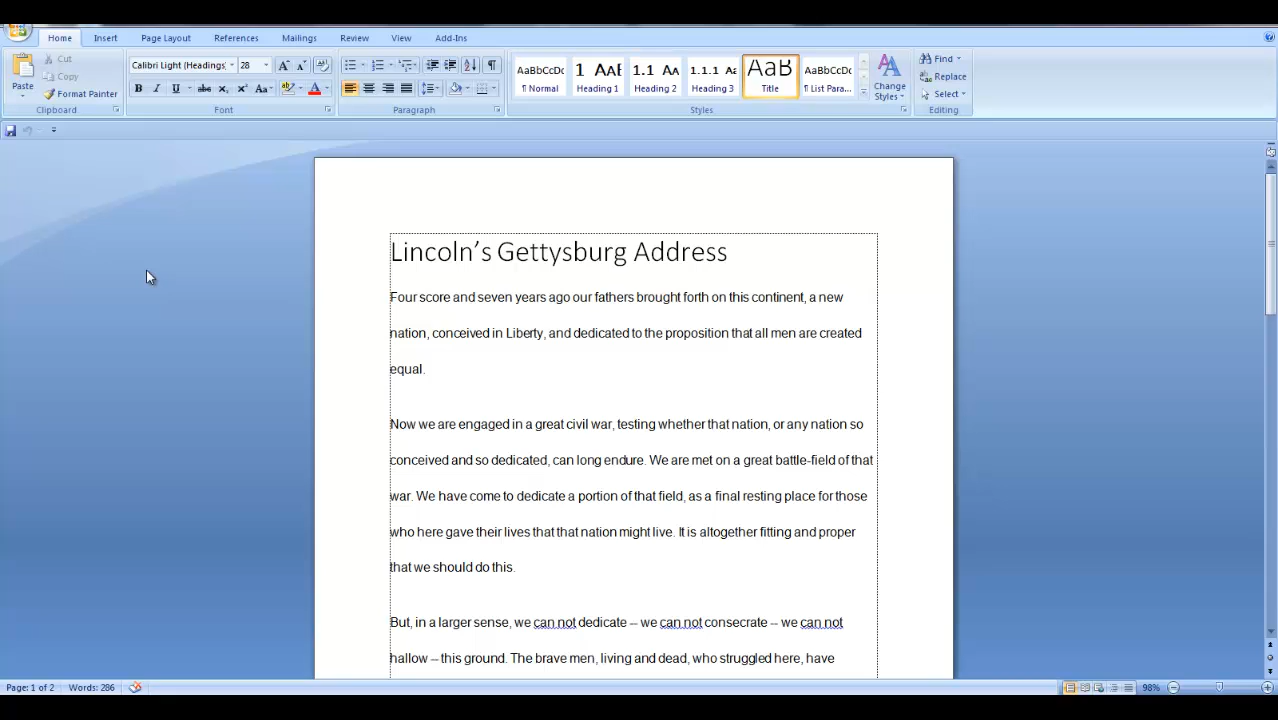 Home Insert Page Layout References Mailings Review View Add-Ins
Cut
Copy
Format Painter
Paste
Clipboard
Calibri Light (Headings) 28
Font
Paragraph
AaBbCcDc 1 AaB 1.1 Aa 1.1.1 Aa AaB AaBbCcDc
¶ Normal Heading 1 Heading 2 Heading 3 Title ¶ List Para...
Styles
Change Styles
Find
Replace
Select
Editing
Lincoln’s Gettysburg Address
Four score and seven years ago our fathers brought forth on this continent, a new
nation, conceived in Liberty, and dedicated to the proposition that all men are created
equal.
Now we are engaged in a great civil war, testing whether that nation, or any nation so
conceived and so dedicated, can long endure. We are met on a great battle-field of that
war. We have come to dedicate a portion of that field, as a final resting place for those
who here gave their lives that that nation might live. It is altogether fitting and proper
that we should do this.
But, in a larger sense, we can not dedicate -- we can not consecrate -- we can not
hallow -- this ground. The brave men, living and dead, who struggled here, have
Page: 1 of 2 Words: 286 98%